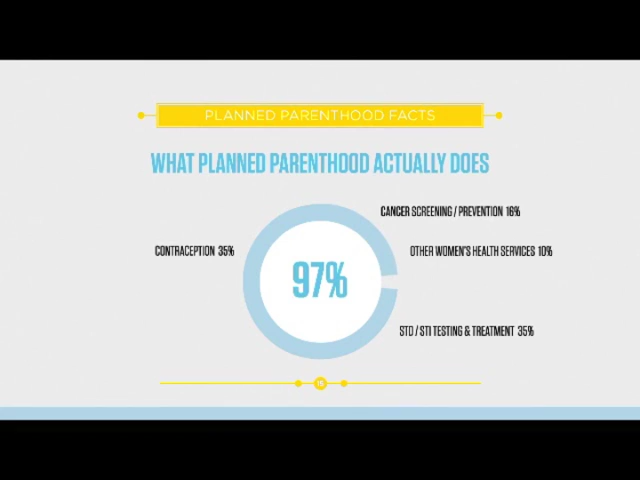 PLANNED PARENTHOOD FACTS
WHAT PLANNED PARENTHOOD ACTUALLY DOES
CANCER SCREENING / PREVENTION 16%
CONTRACEPTION 35%
OTHER WOMEN'S HEALTH SERVICES 10%
97%
STD / STI TESTING & TREATMENT 35%